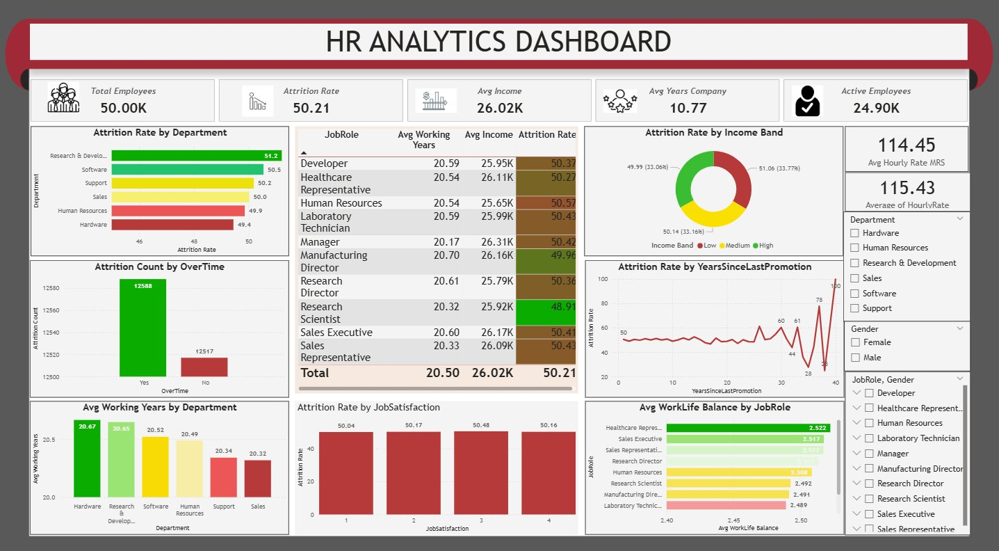 HR ANALYTICS DASHBOARD
Total Employees
50.00K
Attrition Rate
50.21
Avg Income
26.02K
Avg Years Company
10.77
Active Employees
24.90K
Attrition Rate by Department
Department
Research & Develo...
51.2
Software
50.5
Support
50.2
Sales
50.0
Human Resources
49.9
Hardware
49.4
46 48 50
Attrition Rate
Attrition Count by OverTime
Attrition Count
12580
12560
12540
12520
12500
12588
12517
Yes No
OverTime
Avg Working Years by Department
Avg Working Years
20.5
20.0
20.67 20.65 20.52 20.49 20.34 20.32
Hardware
Research
&
Develop...
Software
Human
Resources
Support
Sales
Department
JobRole Avg Working Years Avg Income Attrition Rate
Developer 20.59 25.95K 50.37
Healthcare Representative 20.54 26.11K 50.27
Human Resources 20.54 25.65K 50.57
Laboratory Technician 20.59 25.99K 50.43
Manager 20.17 26.31K 50.42
Manufacturing Director 20.70 26.16K 49.96
Research Director 20.61 25.79K 50.36
Research Scientist 20.32 25.92K 48.91
Sales Executive 20.60 26.17K 50.41
Sales Representative 20.33 26.09K 50.43
Total 20.50 26.02K 50.21
Attrition Rate by JobSatisfaction
Attrition Rate
40
20
0
50.04 50.17 50.48 50.16
1 2 3 4
JobSatisfaction
Attrition Rate by Income Band
49.99 (33.06%)
51.06 (33.77%)
50.14 (33.16%)
Income Band Low Medium High
Attrition Rate by YearsSinceLastPromotion
Attrition Rate
100
80
60
40
20
50
60
44
61
28
78
25
100
0 10 20 30 40
YearsSinceLastPromotion
Avg WorkLife Balance by JobRole
JobRole
Healthcare Repres...
2.522
Sales Executive
2.517
Sales Representati...
2.517
Research Director
Human Resources
2.508
Research Scientist
2.492
Manufacturing Dire...
2.491
Laboratory Technic...
2.489
2.40 2.45 2.50
Avg WorkLife Balance
114.45
Avg Hourly Rate MRS
115.43
Average of HourlyRate
Department
Hardware
Human Resources
Research & Development
Sales
Software
Support
Gender
Female
Male
JobRole, Gender
Developer
Healthcare Represent...
Human Resources
Laboratory Technician
Manager
Manufacturing Director
Research Director
Research Scientist
Sales Executive
Sales Representative